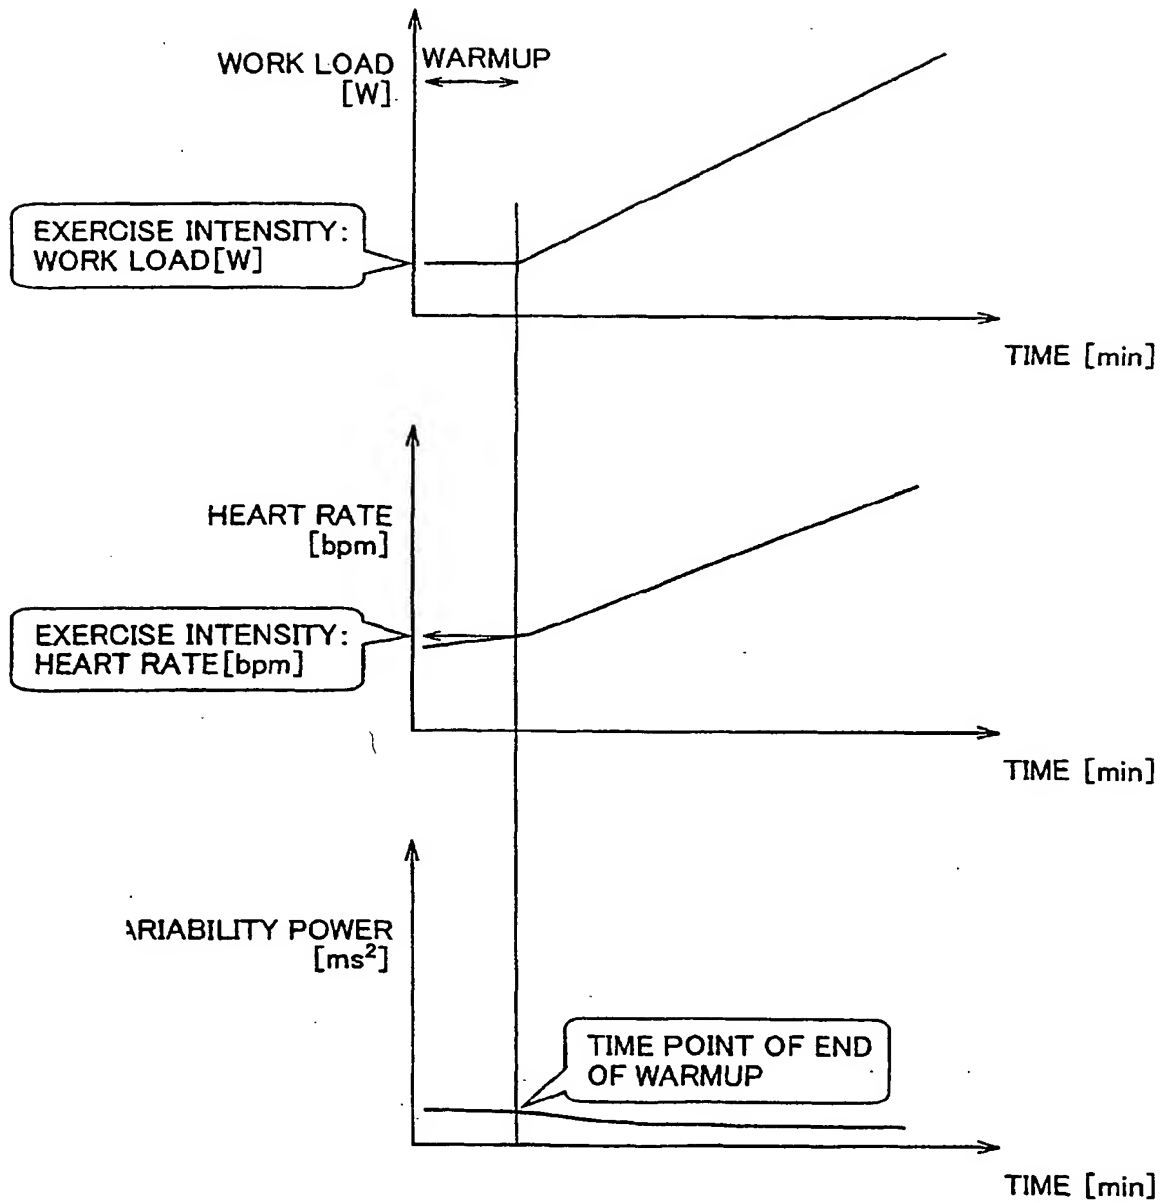 WORK LOAD
[W]
WARMUP
EXERCISE INTENSITY:
WORK LOAD[W]
TIME [min]
HEART RATE
[bpm]
EXERCISE INTENSITY:
HEART RATE[bpm]
TIME [min]
ARIABILITY POWER
[ms²]
TIME POINT OF END
OF WARMUP
TIME [min]